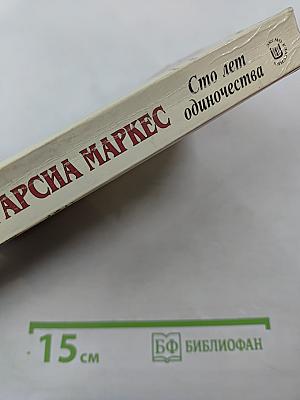 АРСИА МАРКЕС
Сто лет
одиночества
15 см
БФ БИБЛИОФАН